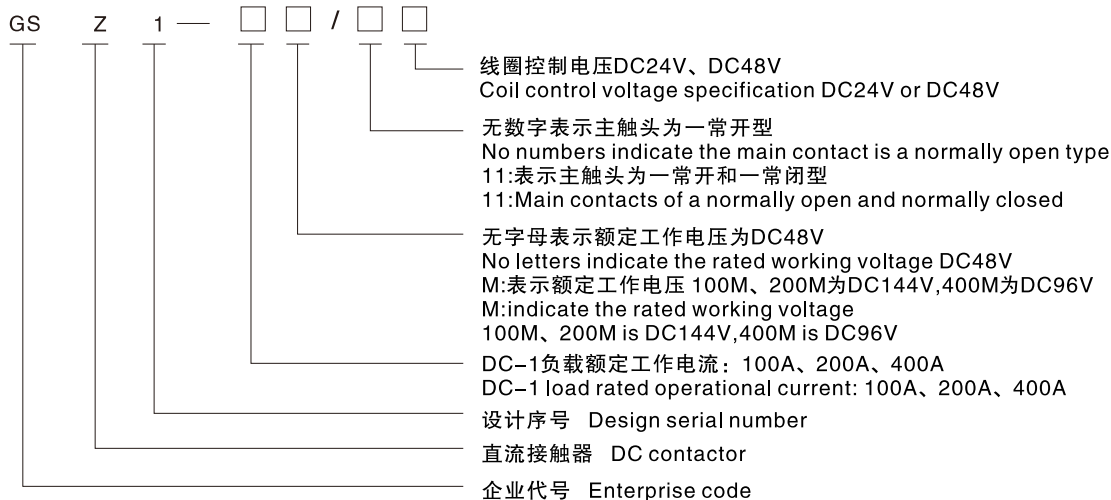 GS Z 1 — □ □ / □ □
线圈控制电压DC24V、DC48V
Coil control voltage specification DC24V or DC48V
无数字表示主触头为一常开型
No numbers indicate the main contact is a normally open type
11:表示主触头为一常开和一常闭型
11:Main contacts of a normally open and normally closed
无字母表示额定工作电压为DC48V
No letters indicate the rated working voltage DC48V
M:表示额定工作电压 100M、200M为DC144V,400M为DC96V
M:indicate the rated working voltage
100M、200M is DC144V,400M is DC96V
DC-1负载额定工作电流：100A、200A、400A
DC-1 load rated operational current: 100A、200A、400A
设计序号 Design serial number
直流接触器 DC contactor
企业代号 Enterprise code